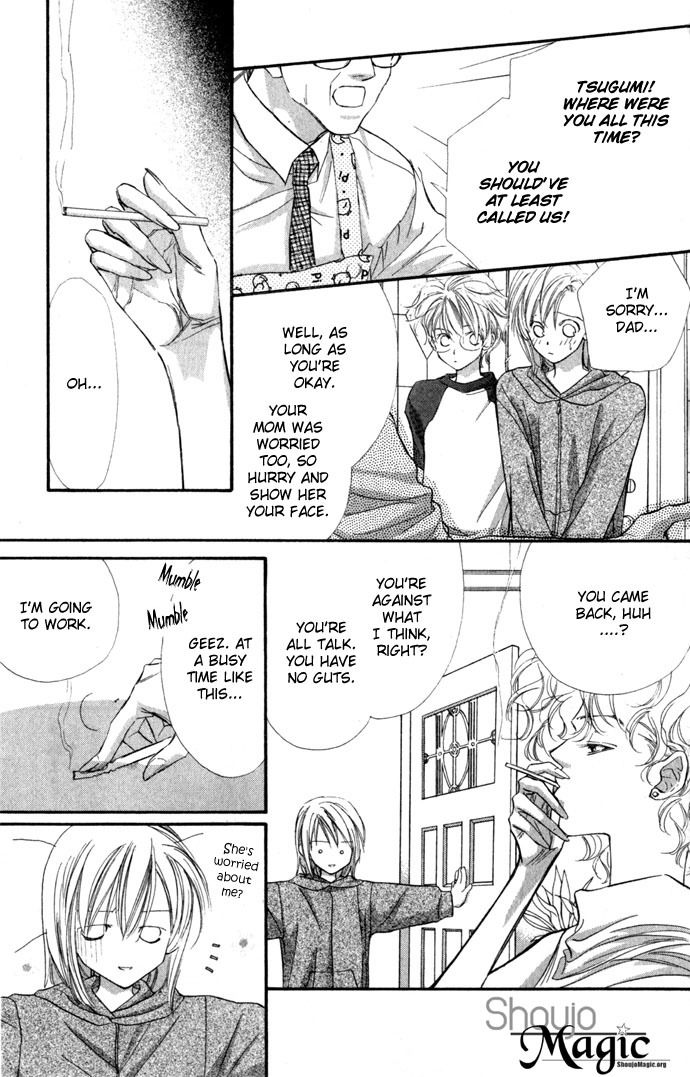 TSUGUMI!
WHERE WERE
YOU ALL THIS
TIME?
YOU
SHOULD'VE
AT LEAST
CALLED US!
I'M
SORRY...
DAD...
WELL, AS
LONG AS
YOU'RE
OKAY.
YOUR
MOM WAS
WORRIED
TOO, SO
HURRY AND
SHOW HER
YOUR FACE.
OH...
YOU CAME
BACK, HUH
....?
YOU'RE
AGAINST
WHAT
I THINK,
RIGHT?
YOU'RE
ALL TALK.
YOU HAVE
NO GUTS.
Mumble
Mumble
GEEZ. AT
A BUSY
TIME LIKE
THIS...
I'M GOING
TO WORK.
She's
worried
about
me?
Shoujo
Magic
ShoujoMagic.org